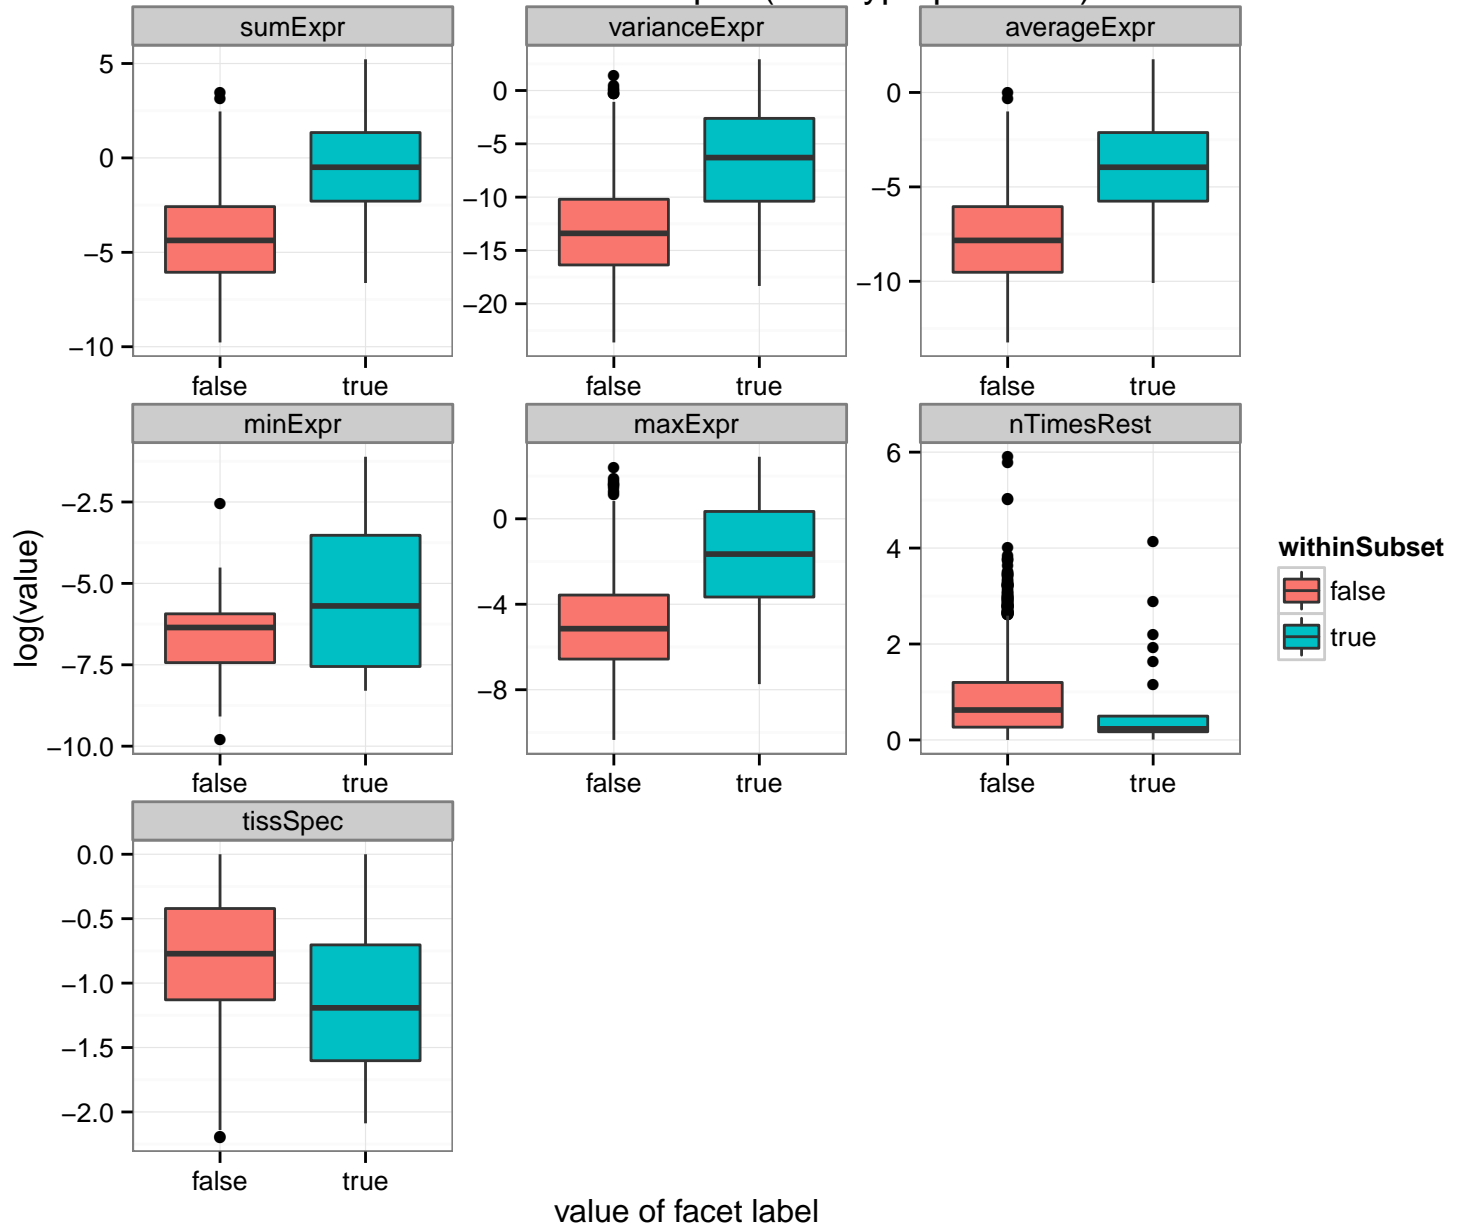 sumExpr varianceExpr averageExpr
5
0
−5
−10
0
−5
−10
−15
−20
0
−5
−10
false true false true false true
minExpr maxExpr nTimesRest
−2.5
−5.0
−7.5
−10.0
0
−4
−8
6
4
2
0
false true false true false true
log(value)
withinSubset
false
true
tissSpec
0.0
−0.5
−1.0
−1.5
−2.0
false true
value of facet label